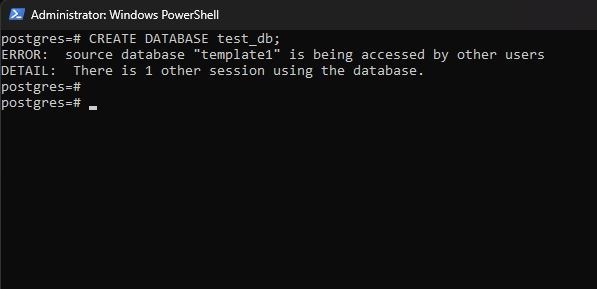 Administrator: Windows PowerShell
postgres=# CREATE DATABASE test_db;
ERROR:  source database "template1" is being accessed by other users
DETAIL:  There is 1 other session using the database.
postgres=#
postgres=#